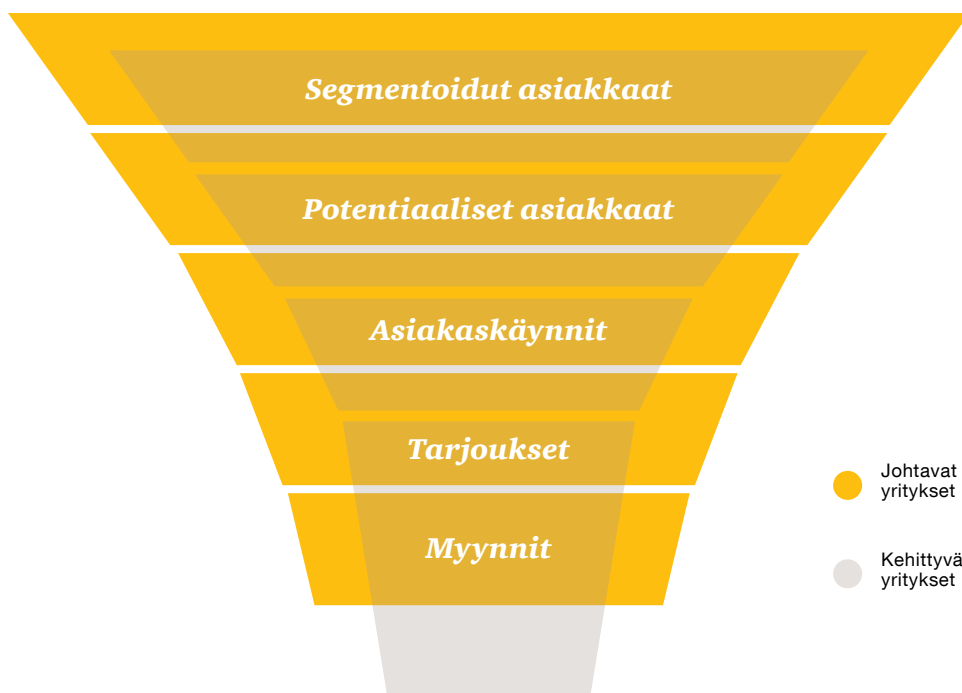 Segmentoidut asiakkaat
Potentiaaliset asiakkaat
Asiakaskäynnit
Tarjoukset
Myynnit
Johtavat
yritykset
Kehittyvä
yritykset